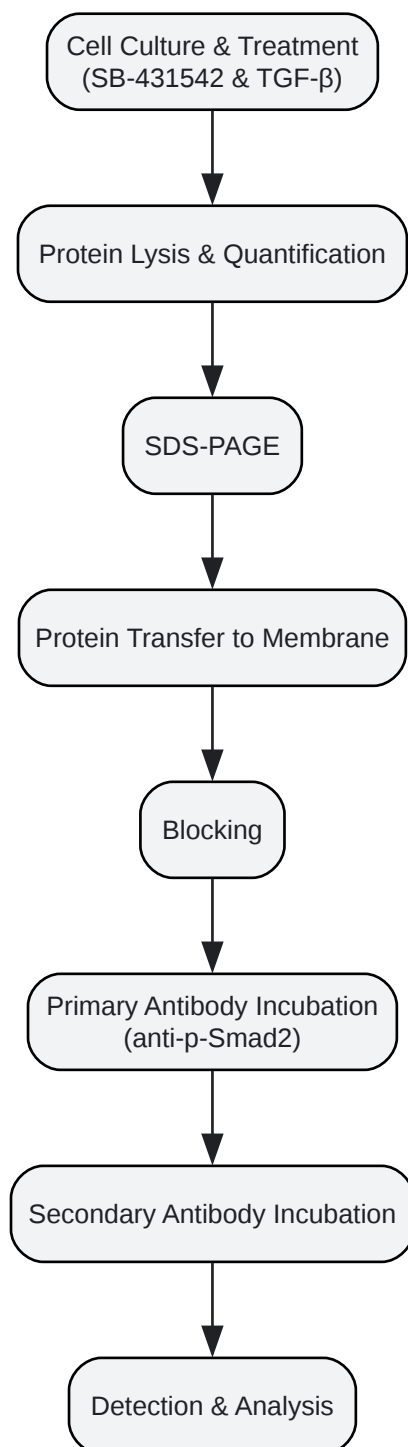 Cell Culture & Treatment
(SB-431542 & TGF-β)
Protein Lysis & Quantification
SDS-PAGE
Protein Transfer to Membrane
Blocking
Primary Antibody Incubation
(anti-p-Smad2)
Secondary Antibody Incubation
Detection & Analysis